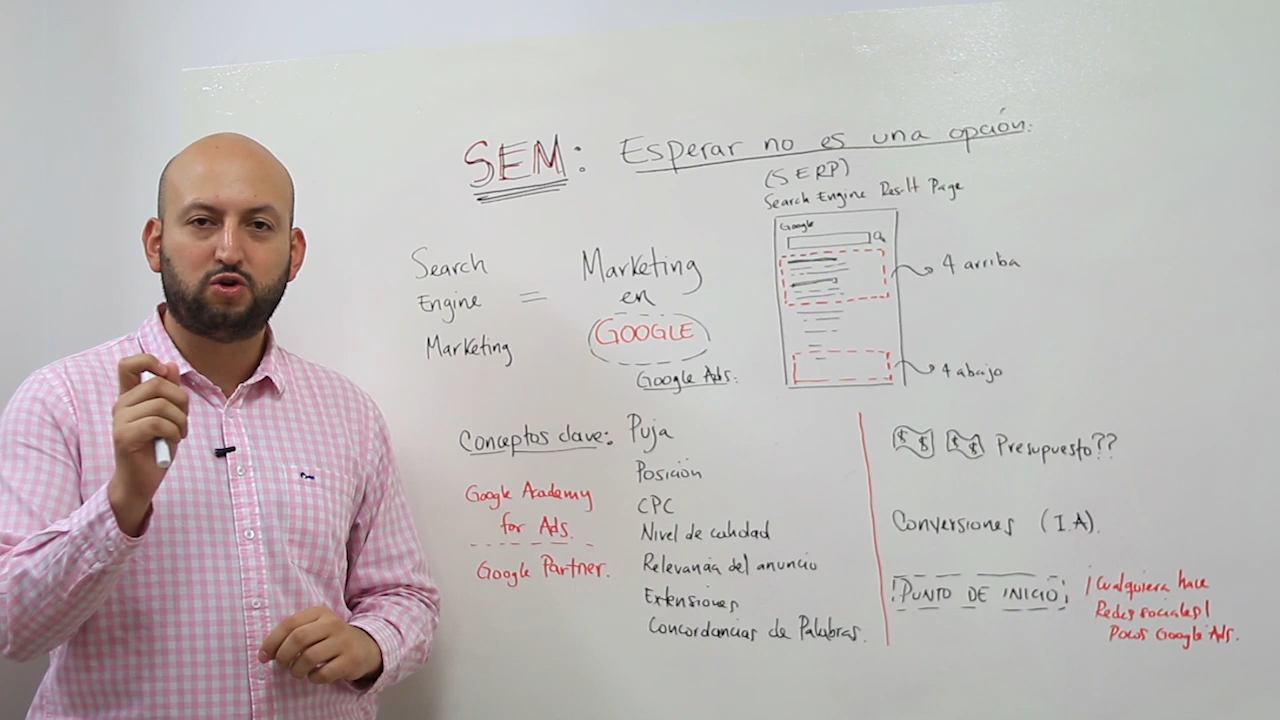 SEM: Esperar no es una opción.
(SERP)
Search Engine Result Page
Google
4 arriba
4 abajo
Search
Engine
Marketing
=
Marketing
en
GOOGLE
Google Ads.
Conceptos clave: Puja
Posición
CPC
Nivel de calidad
Relevancia del anuncio
Extensiones
Concordancias de Palabras.
Google Academy
for Ads.
Google Partner.
$ $ $ $ Presupuesto??
Conversiones (I.A).
¡PUNTO DE INICIO!
¡Cualquiera hace
Redes sociales!
Pocos Google Ads.